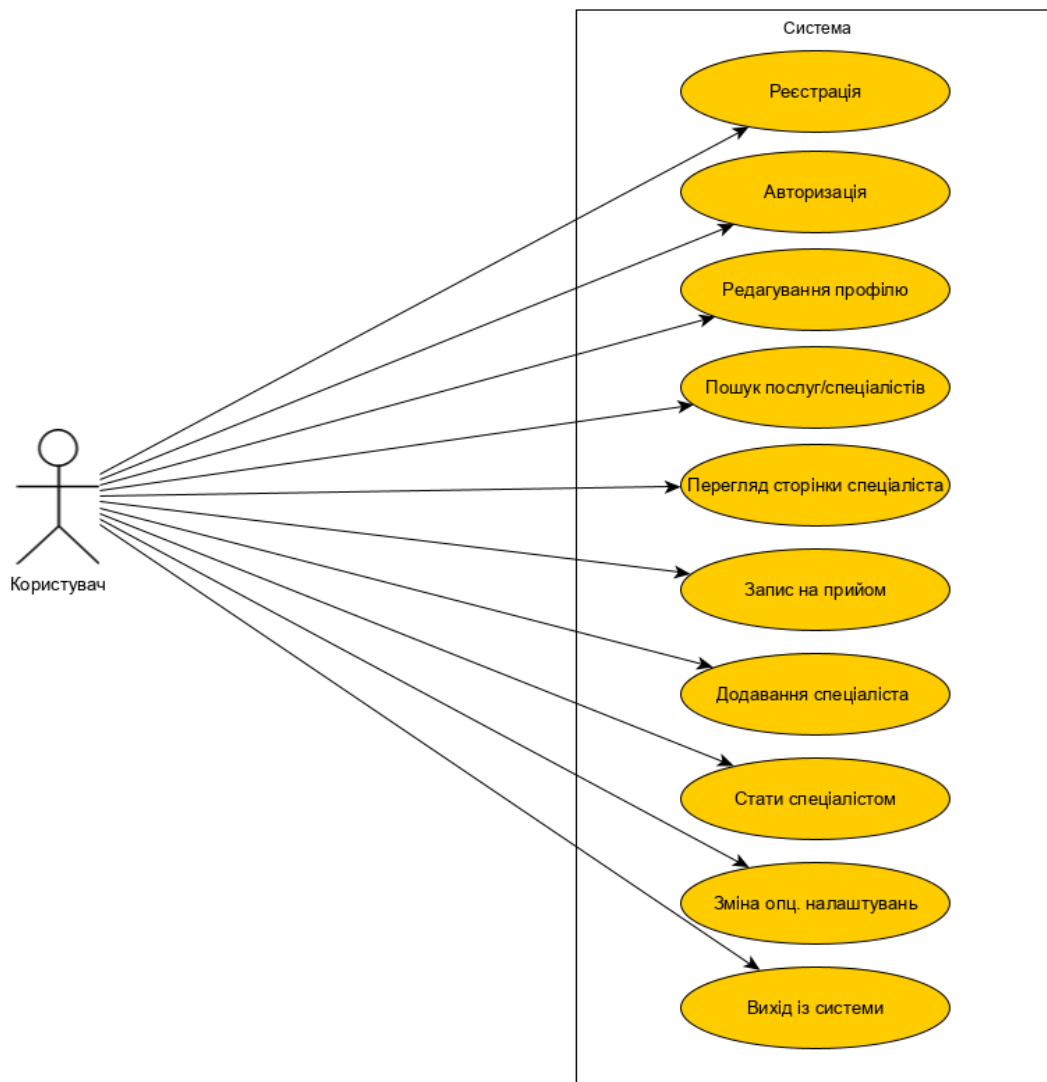 Система
Реєстрація
Авторизація
Редагування профілю
Пошук послуг/спеціалістів
Перегляд сторінки спеціаліста
Користувач
Запис на прийом
Додавання спеціаліста
Стати спеціалістом
Зміна опц. налаштувань
Вихід із системи